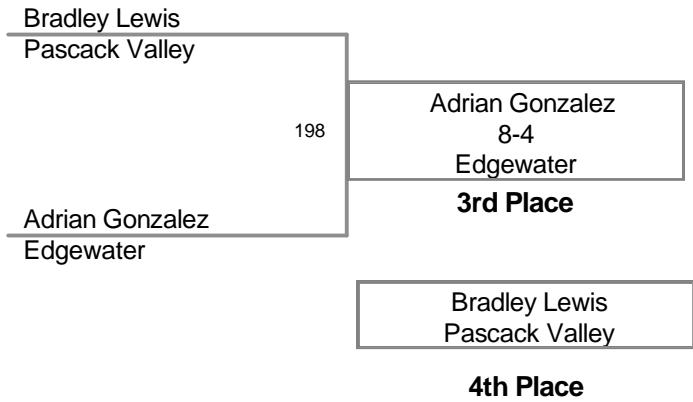 Bradley Lewis
Pascack Valley
198
Adrian Gonzalez
8-4
Edgewater
3rd Place
Adrian Gonzalez
Edgewater
Bradley Lewis
Pascack Valley
4th Place